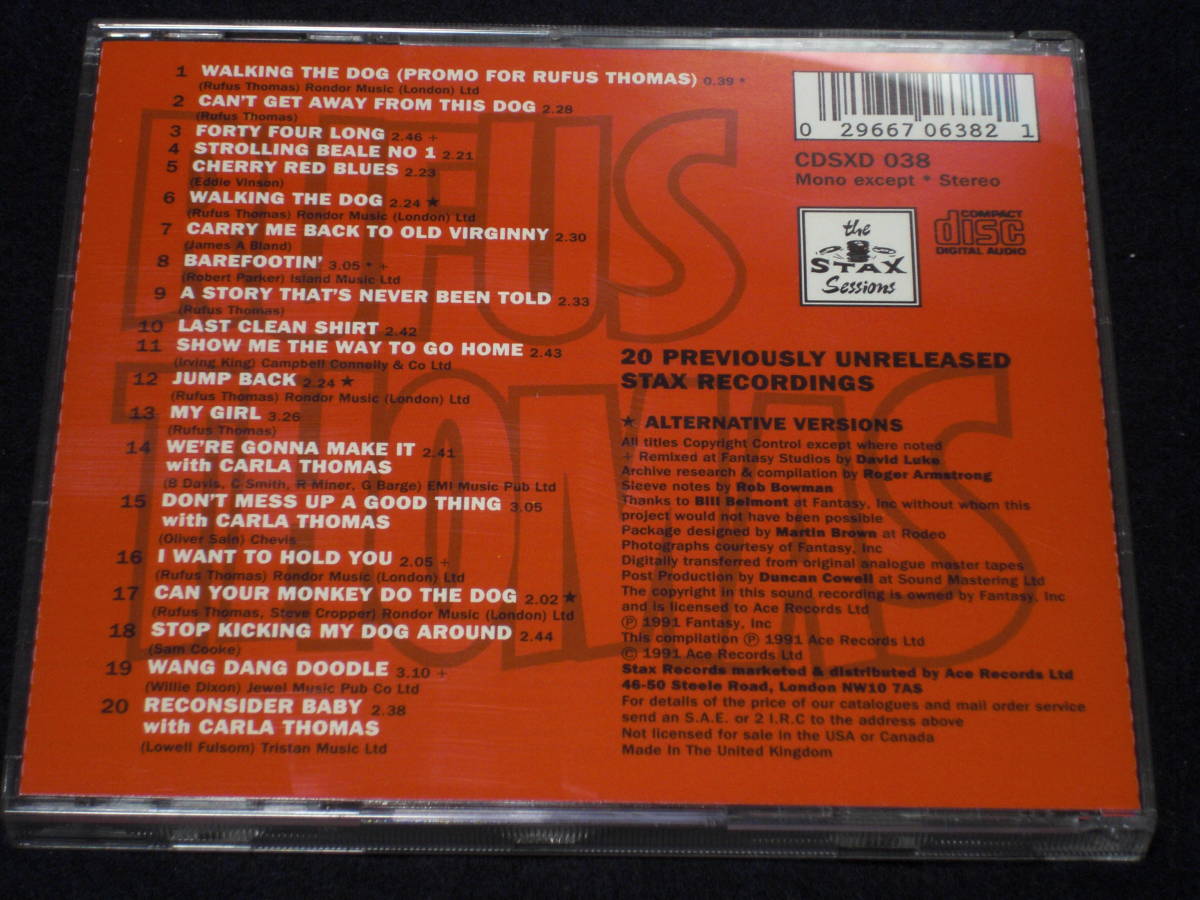 RUFUS
THOMAS
1 WALKING THE DOG (PROMO FOR RUFUS THOMAS) 0.39 *
(Rufus Thomas) Rondor Music (London) Ltd
2 CAN'T GET AWAY FROM THIS DOG 2.28
(Rufus Thomas)
3 FORTY FOUR LONG 2.46 +
4 STROLLING BEALE NO 1 2.21
5 CHERRY RED BLUES 2.23
(Eddie Vinson)
6 WALKING THE DOG 2.24 ★
(Rufus Thomas) Rondor Music (London) Ltd
7 CARRY ME BACK TO OLD VIRGINNY 2.30
(James A Bland)
8 BAREFOOTIN' 3.05 * +
(Robert Parker) Island Music Ltd
9 A STORY THAT'S NEVER BEEN TOLD 2.33
(Rufus Thomas)
10 LAST CLEAN SHIRT 2.42
11 SHOW ME THE WAY TO GO HOME 2.43
(Irving King) Campbell Connelly & Co Ltd
12 JUMP BACK 2.24 ★
(Rufus Thomas) Rondor Music (London) Ltd
13 MY GIRL 3.26
(Rufus Thomas)
14 WE'RE GONNA MAKE IT 2.41
with CARLA THOMAS
(B Davis, C Smith, R Miner, G Barge) EMI Music Pub Ltd
15 DON'T MESS UP A GOOD THING 3.05
with CARLA THOMAS
(Oliver Sain) Chevis
16 I WANT TO HOLD YOU 2.05 +
(Rufus Thomas) Rondor Music (London) Ltd
17 CAN YOUR MONKEY DO THE DOG 2.02 ★
(Rufus Thomas, Steve Cropper) Rondor Music (London) Ltd
18 STOP KICKING MY DOG AROUND 2.44
(Sam Cooke)
19 WANG DANG DOODLE 3.10 +
(Willie Dixon) Jewel Music Pub Co Ltd
20 RECONSIDER BABY 2.38
with CARLA THOMAS
(Lowell Fulsom) Tristan Music Ltd
0 29667 06382 1
CDSXD 038
Mono except * Stereo
the
STAX
Sessions
COMPACT
disc
DIGITAL AUDIO
20 PREVIOUSLY UNRELEASED
STAX RECORDINGS
★ ALTERNATIVE VERSIONS
All titles Copyright Control except where noted
+ Remixed at Fantasy Studios by David Luke
Archive research & compilation by Roger Armstrong
Sleeve notes by Rob Bowman
Thanks to Bill Belmont at Fantasy, Inc without whom this
project would not have been possible
Package designed by Martin Brown at Rodeo
Photographs courtesy of Fantasy, Inc
Digitally transferred from original analogue master tapes
Post Production by Duncan Cowell at Sound Mastering Ltd
The copyright in this sound recording is owned by Fantasy, Inc
and is licensed to Ace Records Ltd
℗ 1991 Fantasy, Inc
This compilation ℗ 1991 Ace Records Ltd
© 1991 Ace Records Ltd
Stax Records marketed & distributed by Ace Records Ltd
46-50 Steele Road, London NW10 7AS
For details of the price of our catalogues and mail order service
send an S.A.E. or 2 I.R.C to the address above
Not licensed for sale in the USA or Canada
Made In The United Kingdom